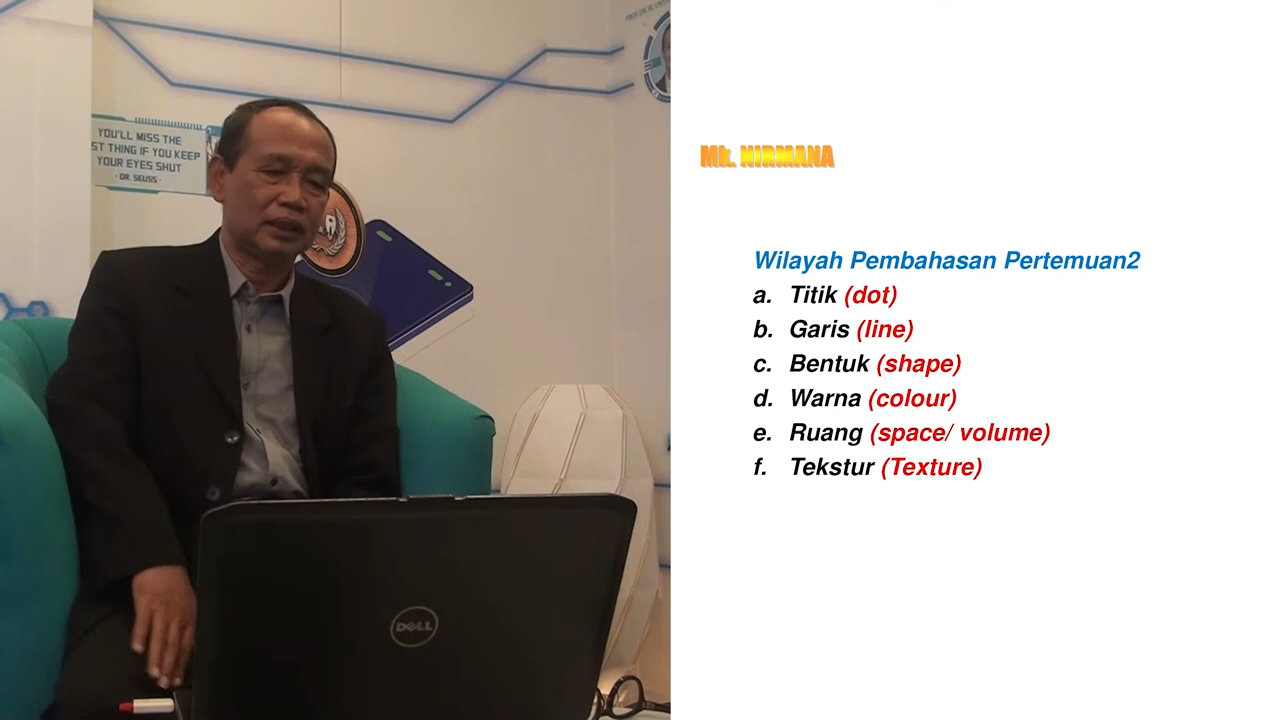 YOU'LL MISS THE
ST THING IF YOU KEEP
YOUR EYES SHUT
- DR. SEUSS -
DELL
Mk. NIRMANA
Wilayah Pembahasan Pertemuan2
a. Titik (dot)
b. Garis (line)
c. Bentuk (shape)
d. Warna (colour)
e. Ruang (space/ volume)
f. Tekstur (Texture)